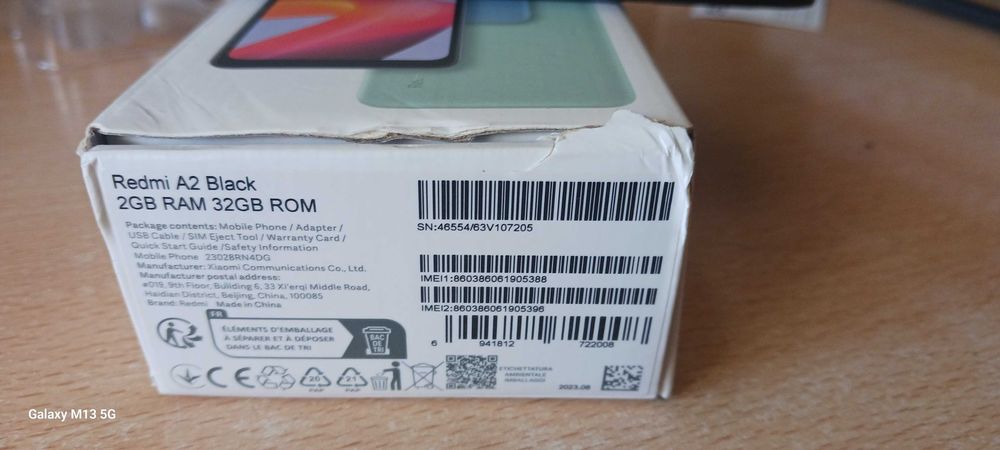 Redmi A2 Black
2GB RAM 32GB ROM
Package contents: Mobile Phone / Adapter /
USB Cable / SIM Eject Tool / Warranty Card /
Quick Start Guide /Safety Information
Mobile Phone 23028RN4DG
Manufacturer: Xiaomi Communications Co., Ltd.
Manufacturer postal address:
#019, 9th Floor, Building 6, 33 Xi'erqi Middle Road,
Haidian District, Beijing, China, 100085
Brand: Redmi Made in China
SN:46554/63V107205
IMEI1:860386061905388
IMEI2:860386061905396
6 941812 722008
FR
ÉLÉMENTS D'EMBALLAGE
À SÉPARER ET À DÉPOSER
DANS LE BAC DE TRI
BAC
DE
TRI
CE
20
PAP
21
PAP
ETICHETTATURA
AMBIENTALE
IMBALLAGGI
2023.08
Galaxy M13 5G